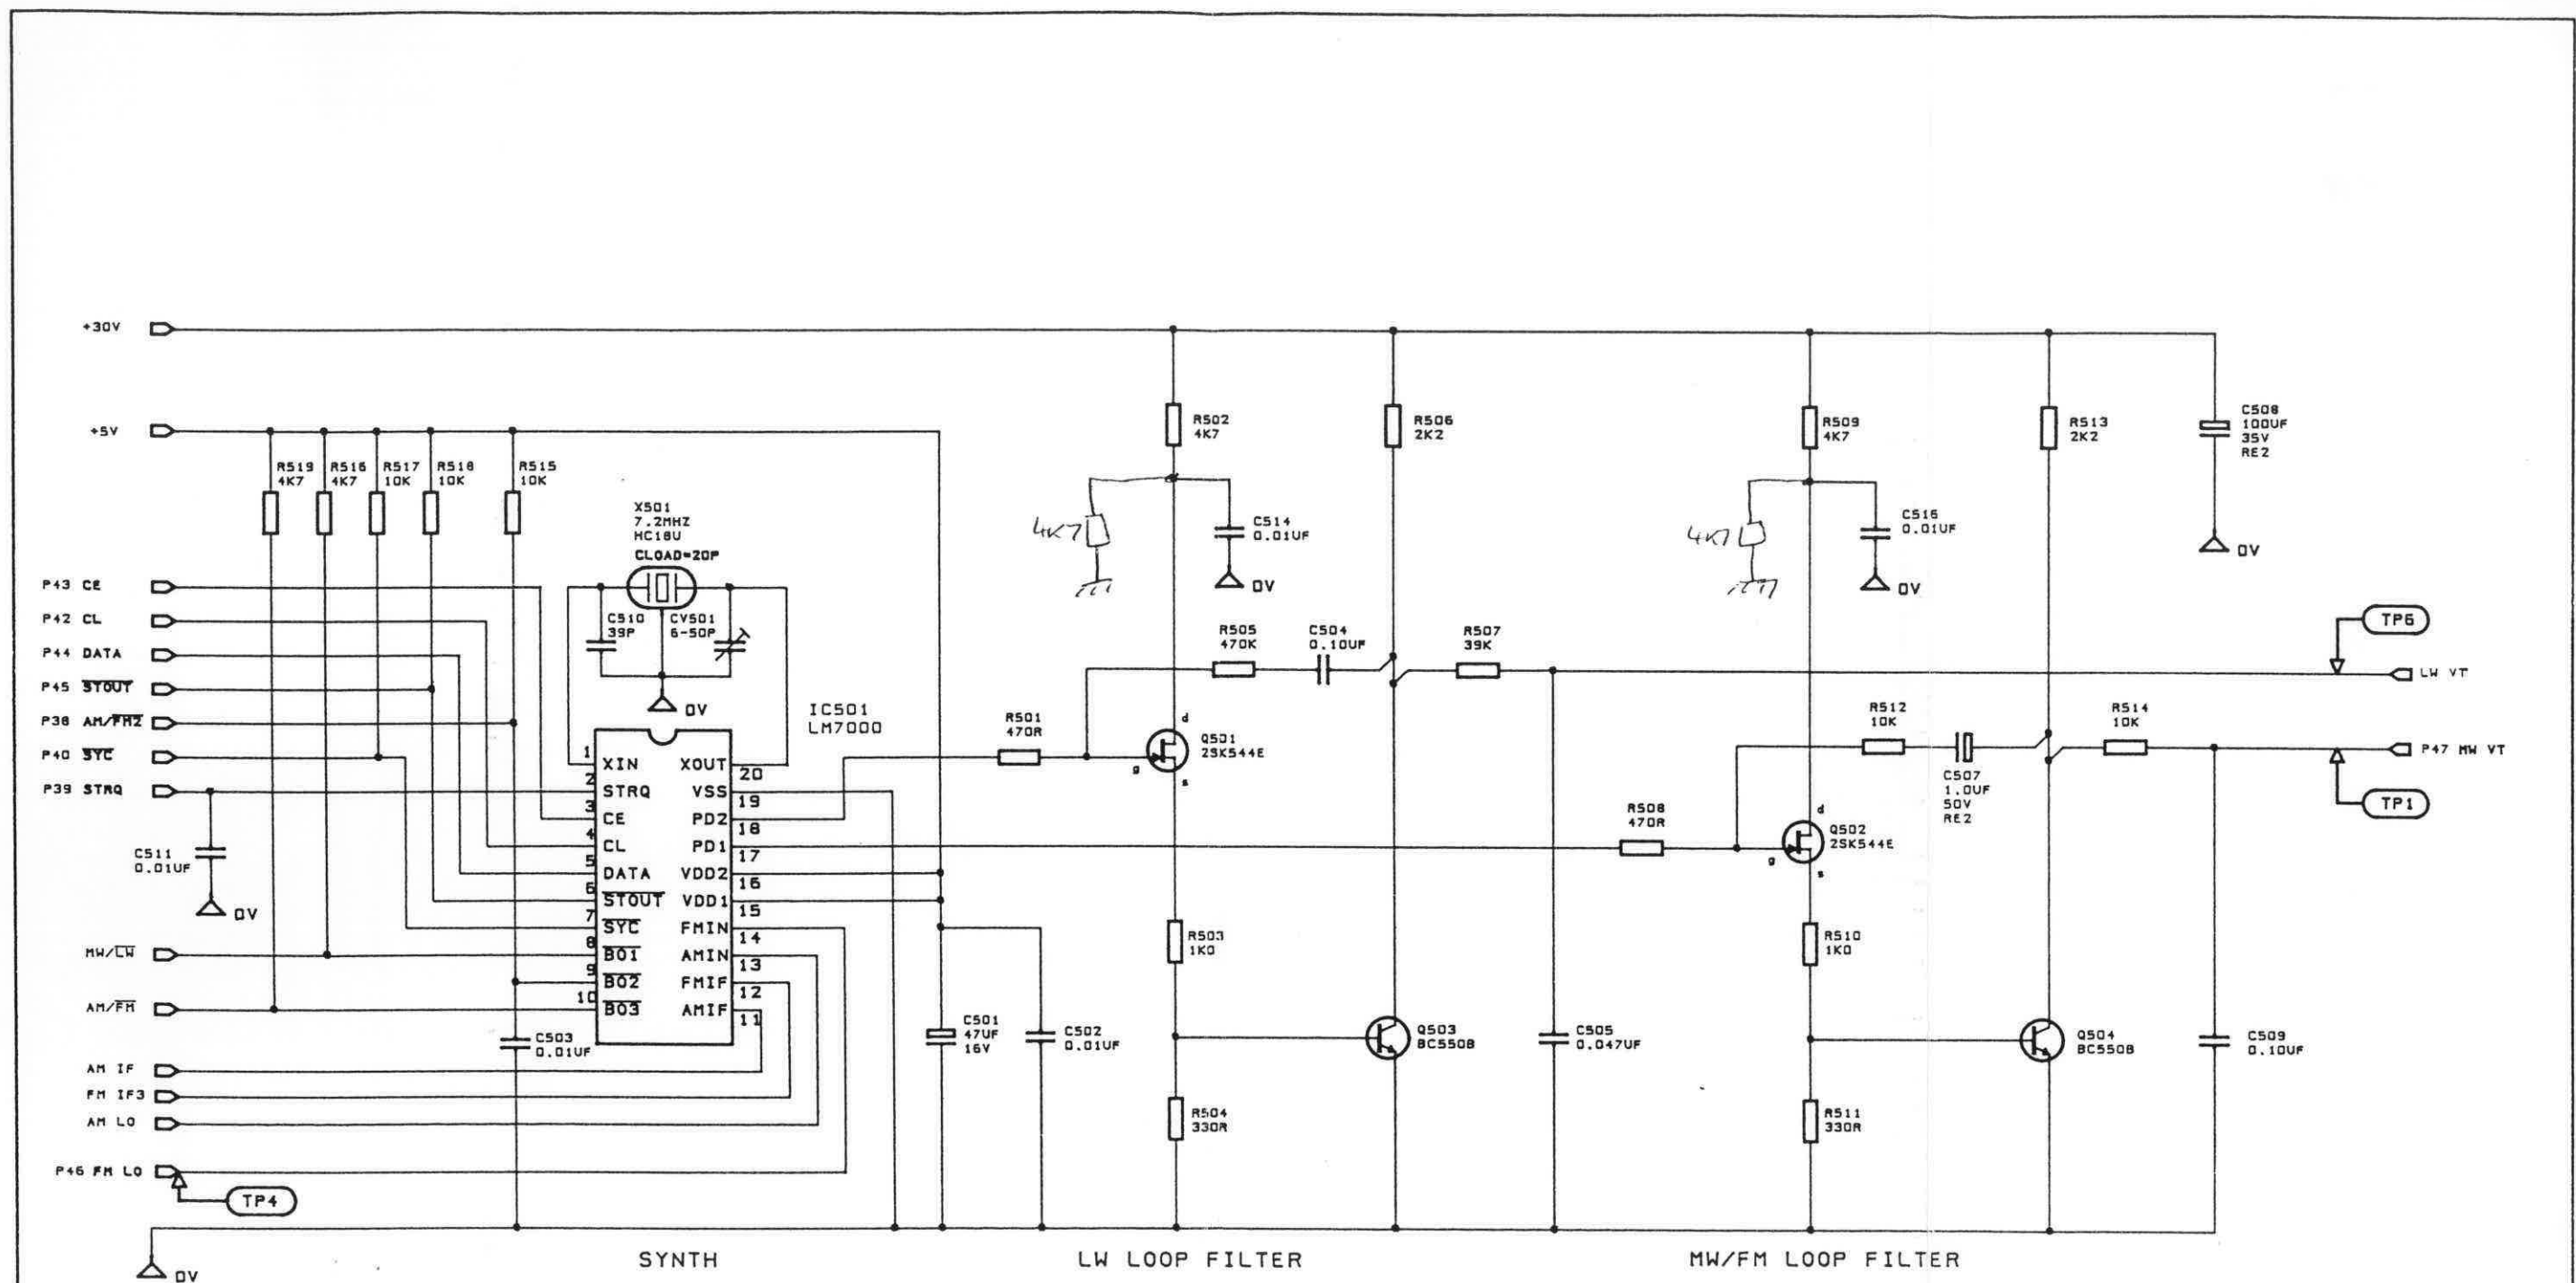 +30V
+5V
R519
4K7
R516
4K7
R517
10K
R518
10K
R515
10K
R502
4K7
R506
2K2
R509
4K7
R513
2K2
C508
100UF
35V
RE2
0V
X501
7.2MHZ
HC18U
CLOAD=20P
C510
39P
CV501
6-50P
0V
4K7
C514
0.01UF
0V
4K7
C516
0.01UF
0V
P43 CE
P42 CL
P44 DATA
P45 STOUT
P38 AM/FM2
P40 SYC
P39 STRQ
C511
0.01UF
0V
MW/LW
AM/FM
AM IF
FM IF3
AM LO
P46 FM LO
TP4
0V
IC501
LM7000
1 XIN
2 STRQ
3 CE
4 CL
5 DATA
6 STOUT
7 SYC
8 BO1
9 BO2
10 BO3
XOUT 20
VSS 19
PD2 18
PD1 17
VDD2 16
VDD1 15
FMIN 14
AMIN 13
FMIF 12
AMIF 11
C503
0.01UF
C501
47UF
16V
C502
0.01UF
R501
470R
R505
470K
C504
0.10UF
R507
39K
d
g
s
Q501
2SK544E
R503
1K0
R504
330R
Q503
BC550B
C505
0.047UF
R508
470R
R512
10K
C507
1.0UF
50V
RE2
R514
10K
d
g
s
Q502
2SK544E
R510
1K0
R511
330R
Q504
BC550B
C509
0.10UF
TP6
LW VT
P47 MW VT
TP1
SYNTH
LW LOOP FILTER
MW/FM LOOP FILTER